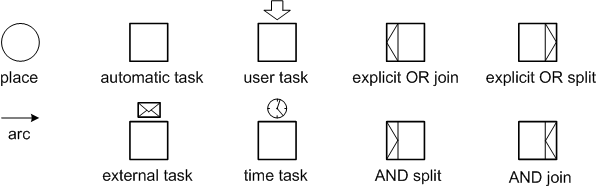 place
automatic task
user task
explicit OR join
explicit OR split
arc
external task
time task
AND split
AND join